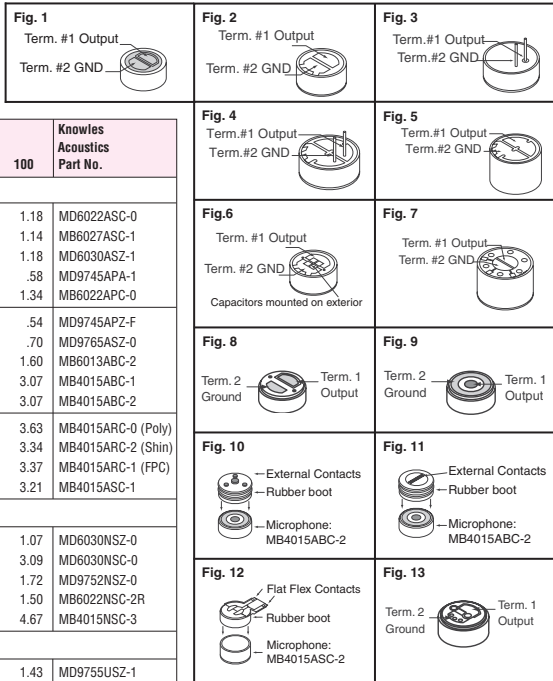 Fig. 1
Term. #1 Output
Term. #2 GND
Fig. 2
Term. #1 Output
Term. #2 GND
Fig. 3
Term.#1 Output
Term.#2 GND
Fig. 4
Term.#1 Output
Term.#2 GND
Fig. 5
Term.#1 Output
Term.#2 GND
Fig.6
Term. #1 Output
Term. #2 GND
Capacitors mounted on exterior
Fig. 7
Term. #1 Output
Term. #2 GND
Fig. 8
Term. 2 Term. 1
Ground Output
Fig. 9
Term. 2 Term. 1
Ground Output
Fig. 10
External Contacts
Rubber boot
Microphone:
MB4015ABC-2
Fig. 11
External Contacts
Rubber boot
Microphone:
MB4015ABC-2
Fig. 12
Flat Flex Contacts
Rubber boot
Microphone:
MB4015ASC-2
Fig. 13
Term. 2 Term. 1
Ground Output
Knowles
Acoustics
100 Part No.
1.18 MD6022ASC-0
1.14 MB6027ASC-1
1.18 MD6030ASZ-1
.58 MD9745APA-1
1.34 MB6022APC-0
.54 MD9745APZ-F
.70 MD9765ASZ-0
1.60 MB6013ABC-2
3.07 MB4015ABC-1
3.07 MB4015ABC-2
3.63 MB4015ARC-0 (Poly)
3.34 MB4015ARC-2 (Shin)
3.37 MB4015ARC-1 (FPC)
3.21 MB4015ASC-1
1.07 MD6030NSZ-0
3.09 MD6030NSC-0
1.72 MD9752NSZ-0
1.50 MB6022NSC-2R
4.67 MB4015NSC-3
1.43 MD9755USZ-1